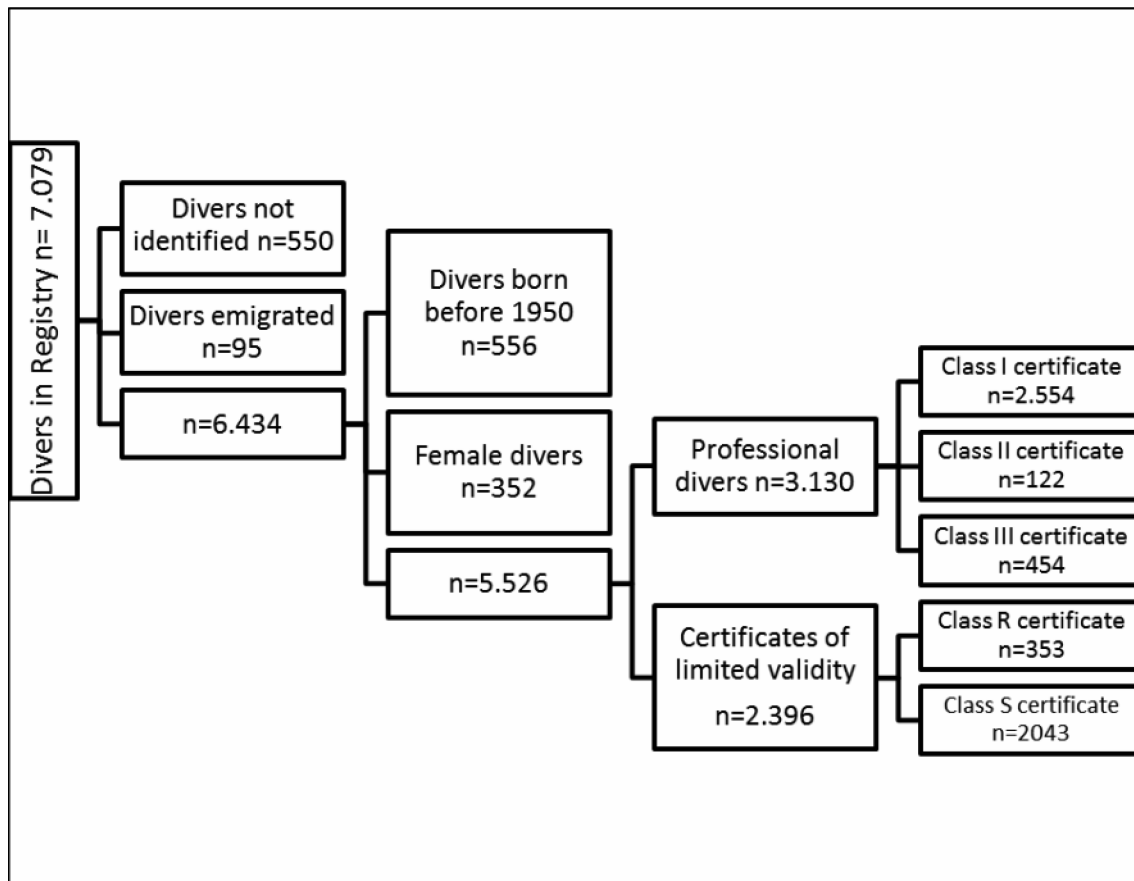 Divers in Registry n= 7.079
Divers not
identified n=550
Divers emigrated
n=95
n=6.434
Divers born
before 1950
n=556
Female divers
n=352
n=5.526
Professional
divers n=3.130
Certificates of
limited validity
n=2.396
Class I certificate
n=2.554
Class II certificate
n=122
Class III certificate
n=454
Class R certificate
n=353
Class S certificate
n=2043